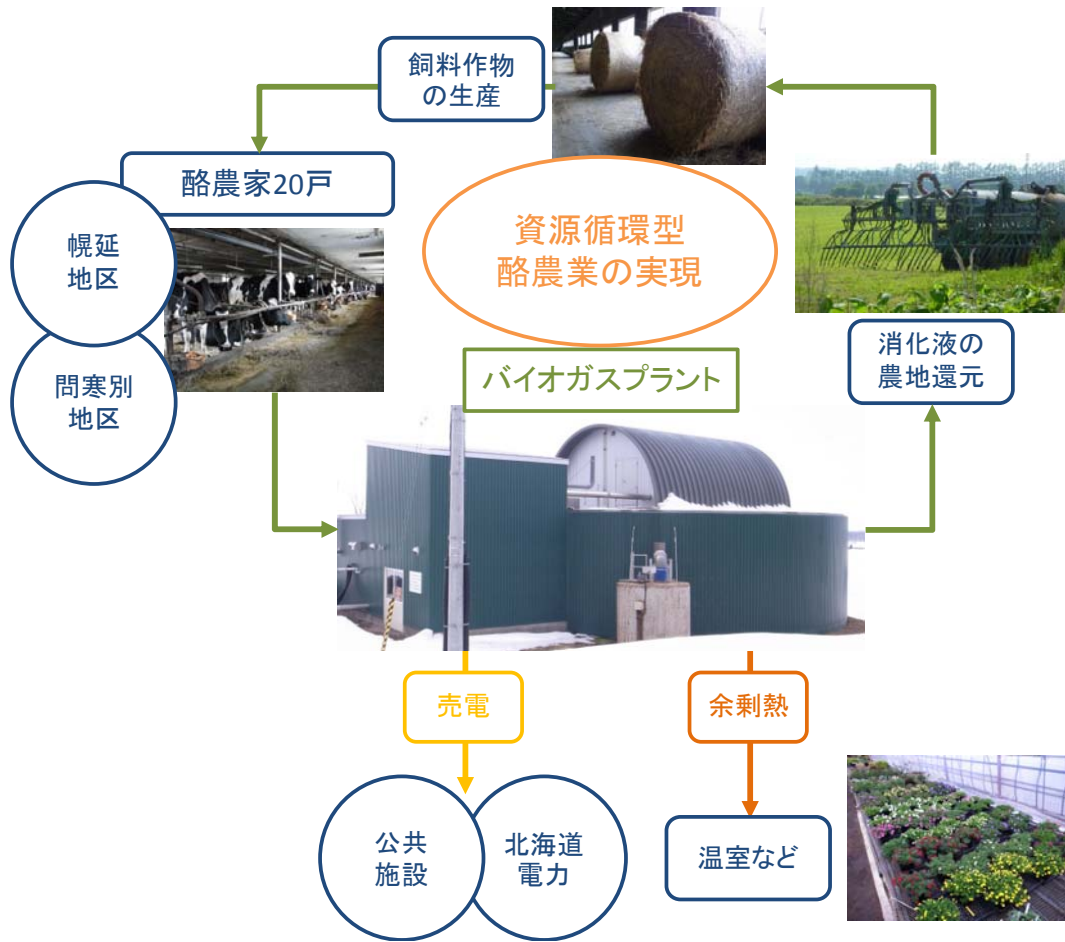 飼料作物
の生産
酪農家20戸
幌延
地区
問寒別
地区
資源循環型
酪農業の実現
バイオガスプラント
消化液の
農地還元
売電
余剰熱
公共
施設
北海道
電力
温室など